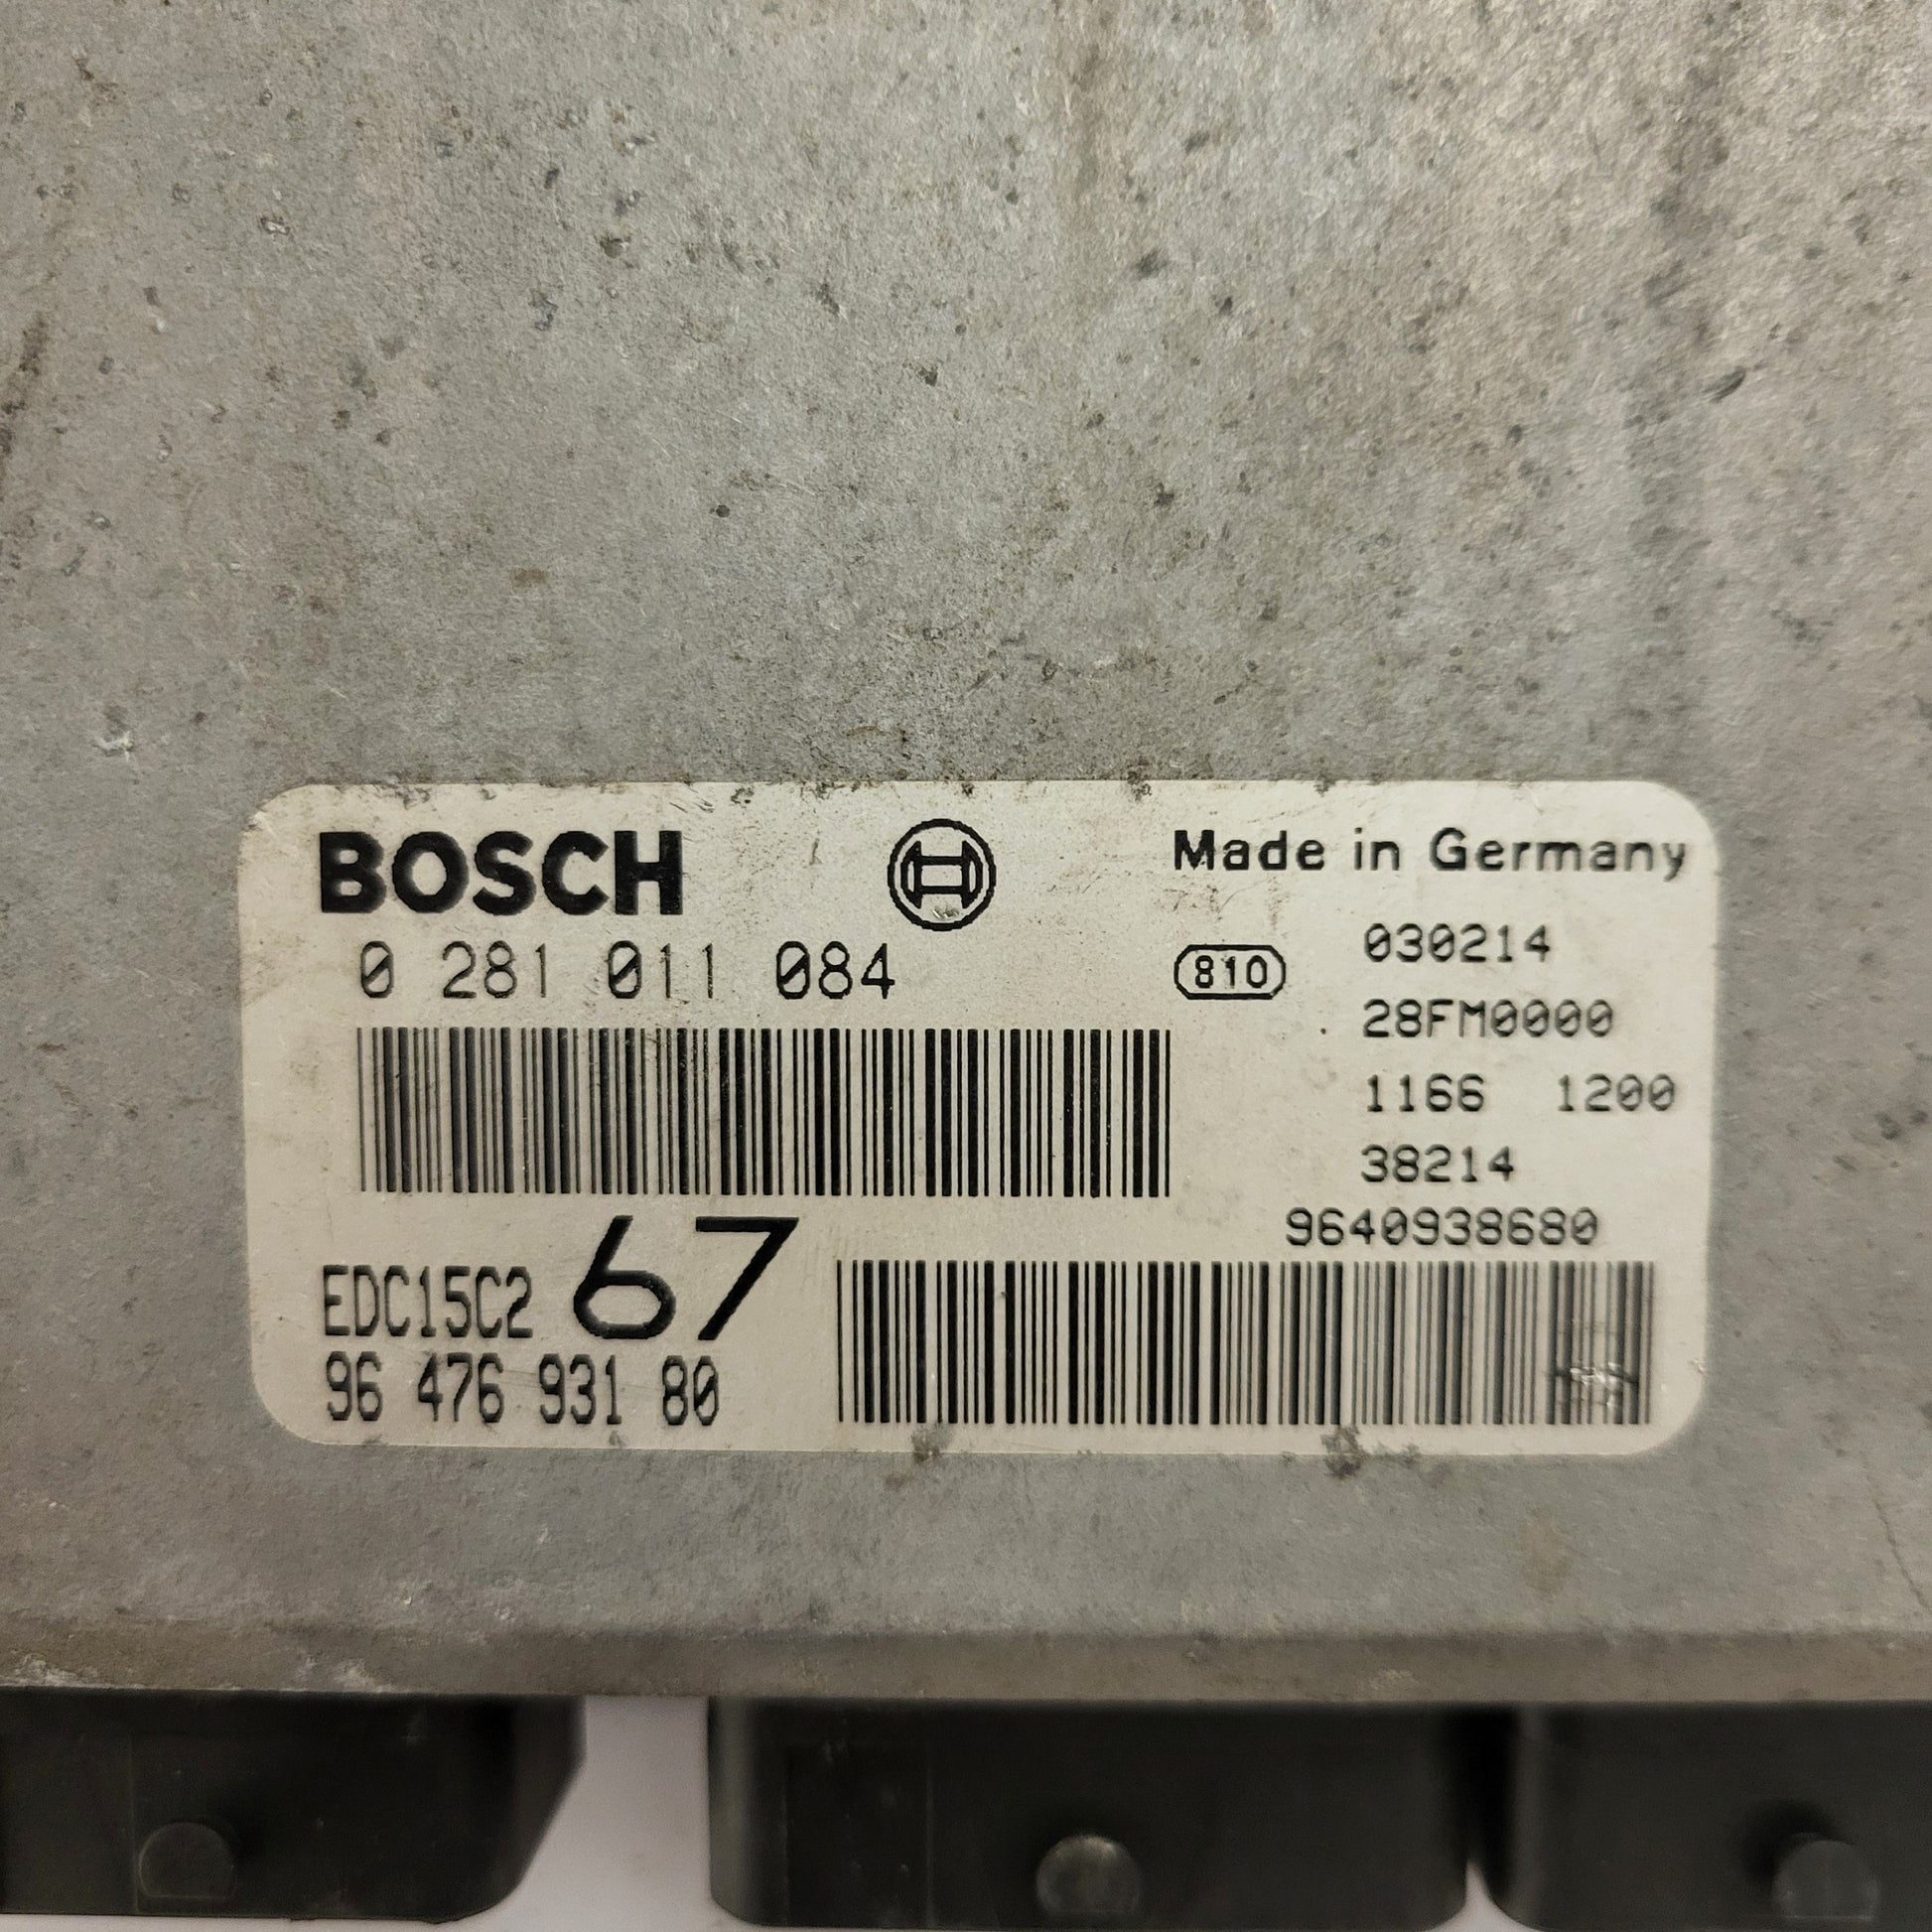 BOSCH
Made in Germany
0 281 011 084
810
030214
28FM0000
1166 1200
38214
9640938680
EDC15C2 67
96 476 931 80